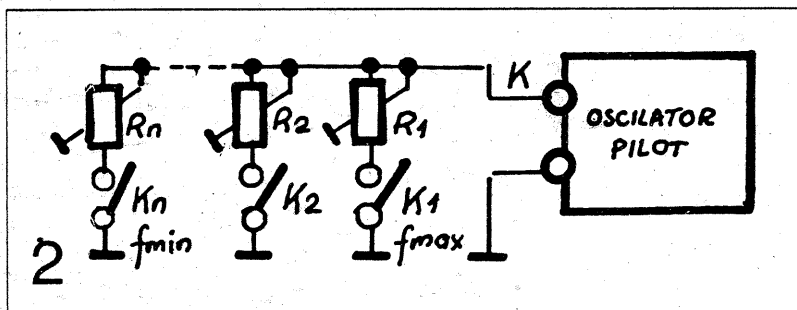 K
OSCILATOR
PILOT
Rn
R2
R1
Kn
K2
K1
fmin
fmax
2